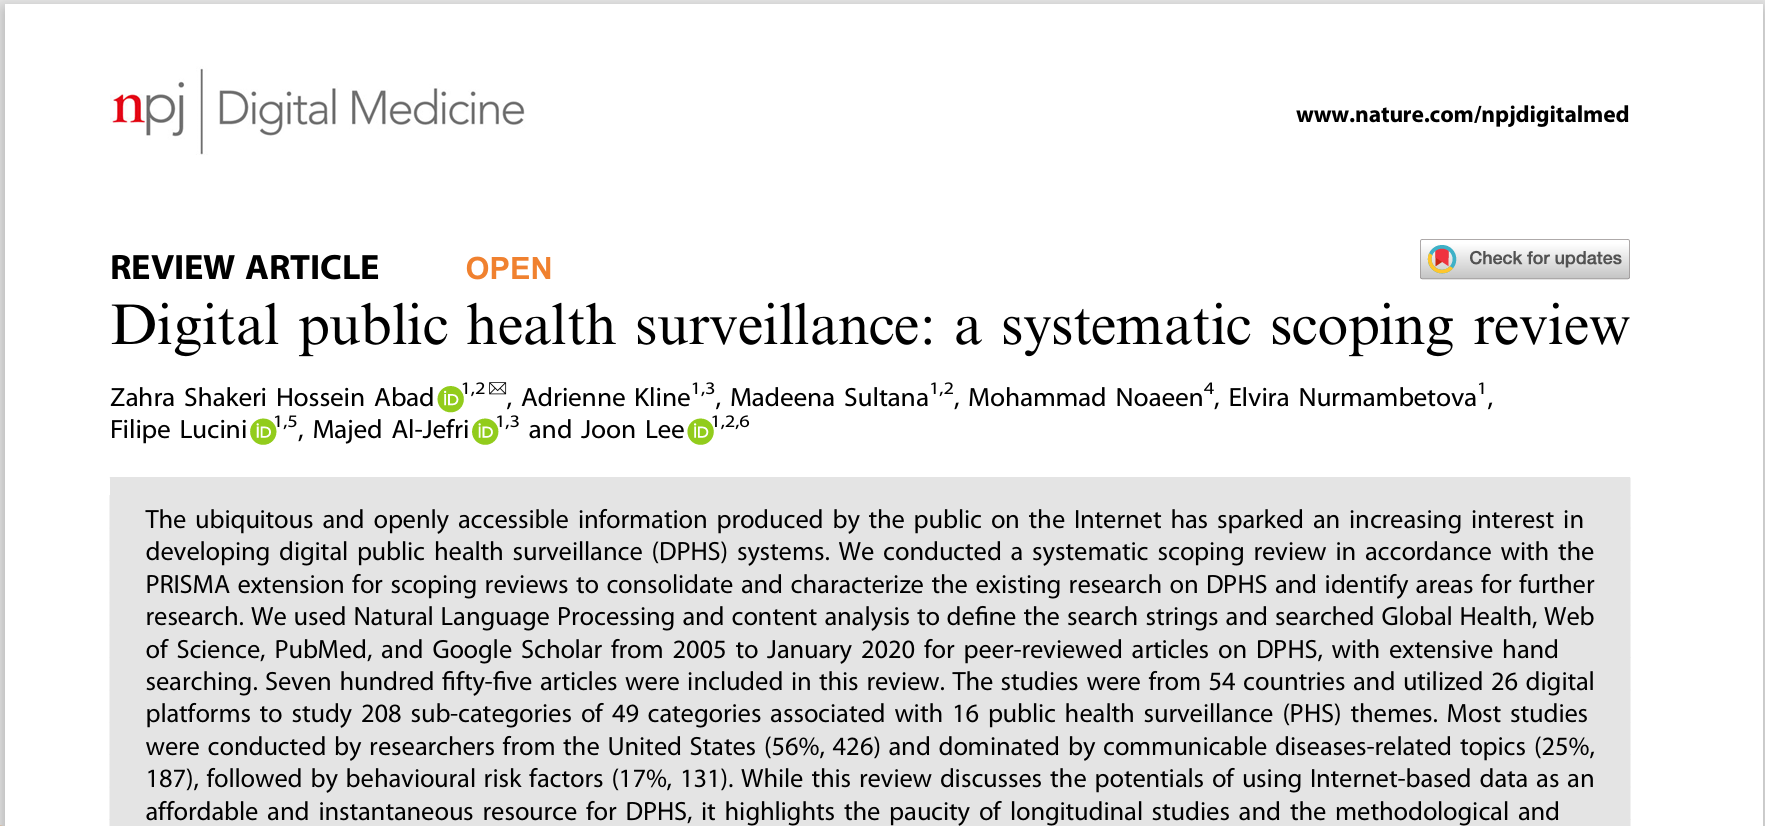 npj | Digital Medicine
www.nature.com/npjdigitalmed
REVIEW ARTICLE OPEN
Check for updates
Digital public health surveillance: a systematic scoping review
Zahra Shakeri Hossein Abad iD 1,2 ✉, Adrienne Kline1,3, Madeena Sultana1,2, Mohammad Noaeen4, Elvira Nurmambetova1,
Filipe Lucini iD 1,5, Majed Al-Jefri iD 1,3 and Joon Lee iD 1,2,6
The ubiquitous and openly accessible information produced by the public on the Internet has sparked an increasing interest in
developing digital public health surveillance (DPHS) systems. We conducted a systematic scoping review in accordance with the
PRISMA extension for scoping reviews to consolidate and characterize the existing research on DPHS and identify areas for further
research. We used Natural Language Processing and content analysis to define the search strings and searched Global Health, Web
of Science, PubMed, and Google Scholar from 2005 to January 2020 for peer-reviewed articles on DPHS, with extensive hand
searching. Seven hundred fifty-five articles were included in this review. The studies were from 54 countries and utilized 26 digital
platforms to study 208 sub-categories of 49 categories associated with 16 public health surveillance (PHS) themes. Most studies
were conducted by researchers from the United States (56%, 426) and dominated by communicable diseases-related topics (25%,
187), followed by behavioural risk factors (17%, 131). While this review discusses the potentials of using Internet-based data as an
affordable and instantaneous resource for DPHS, it highlights the paucity of longitudinal studies and the methodological and